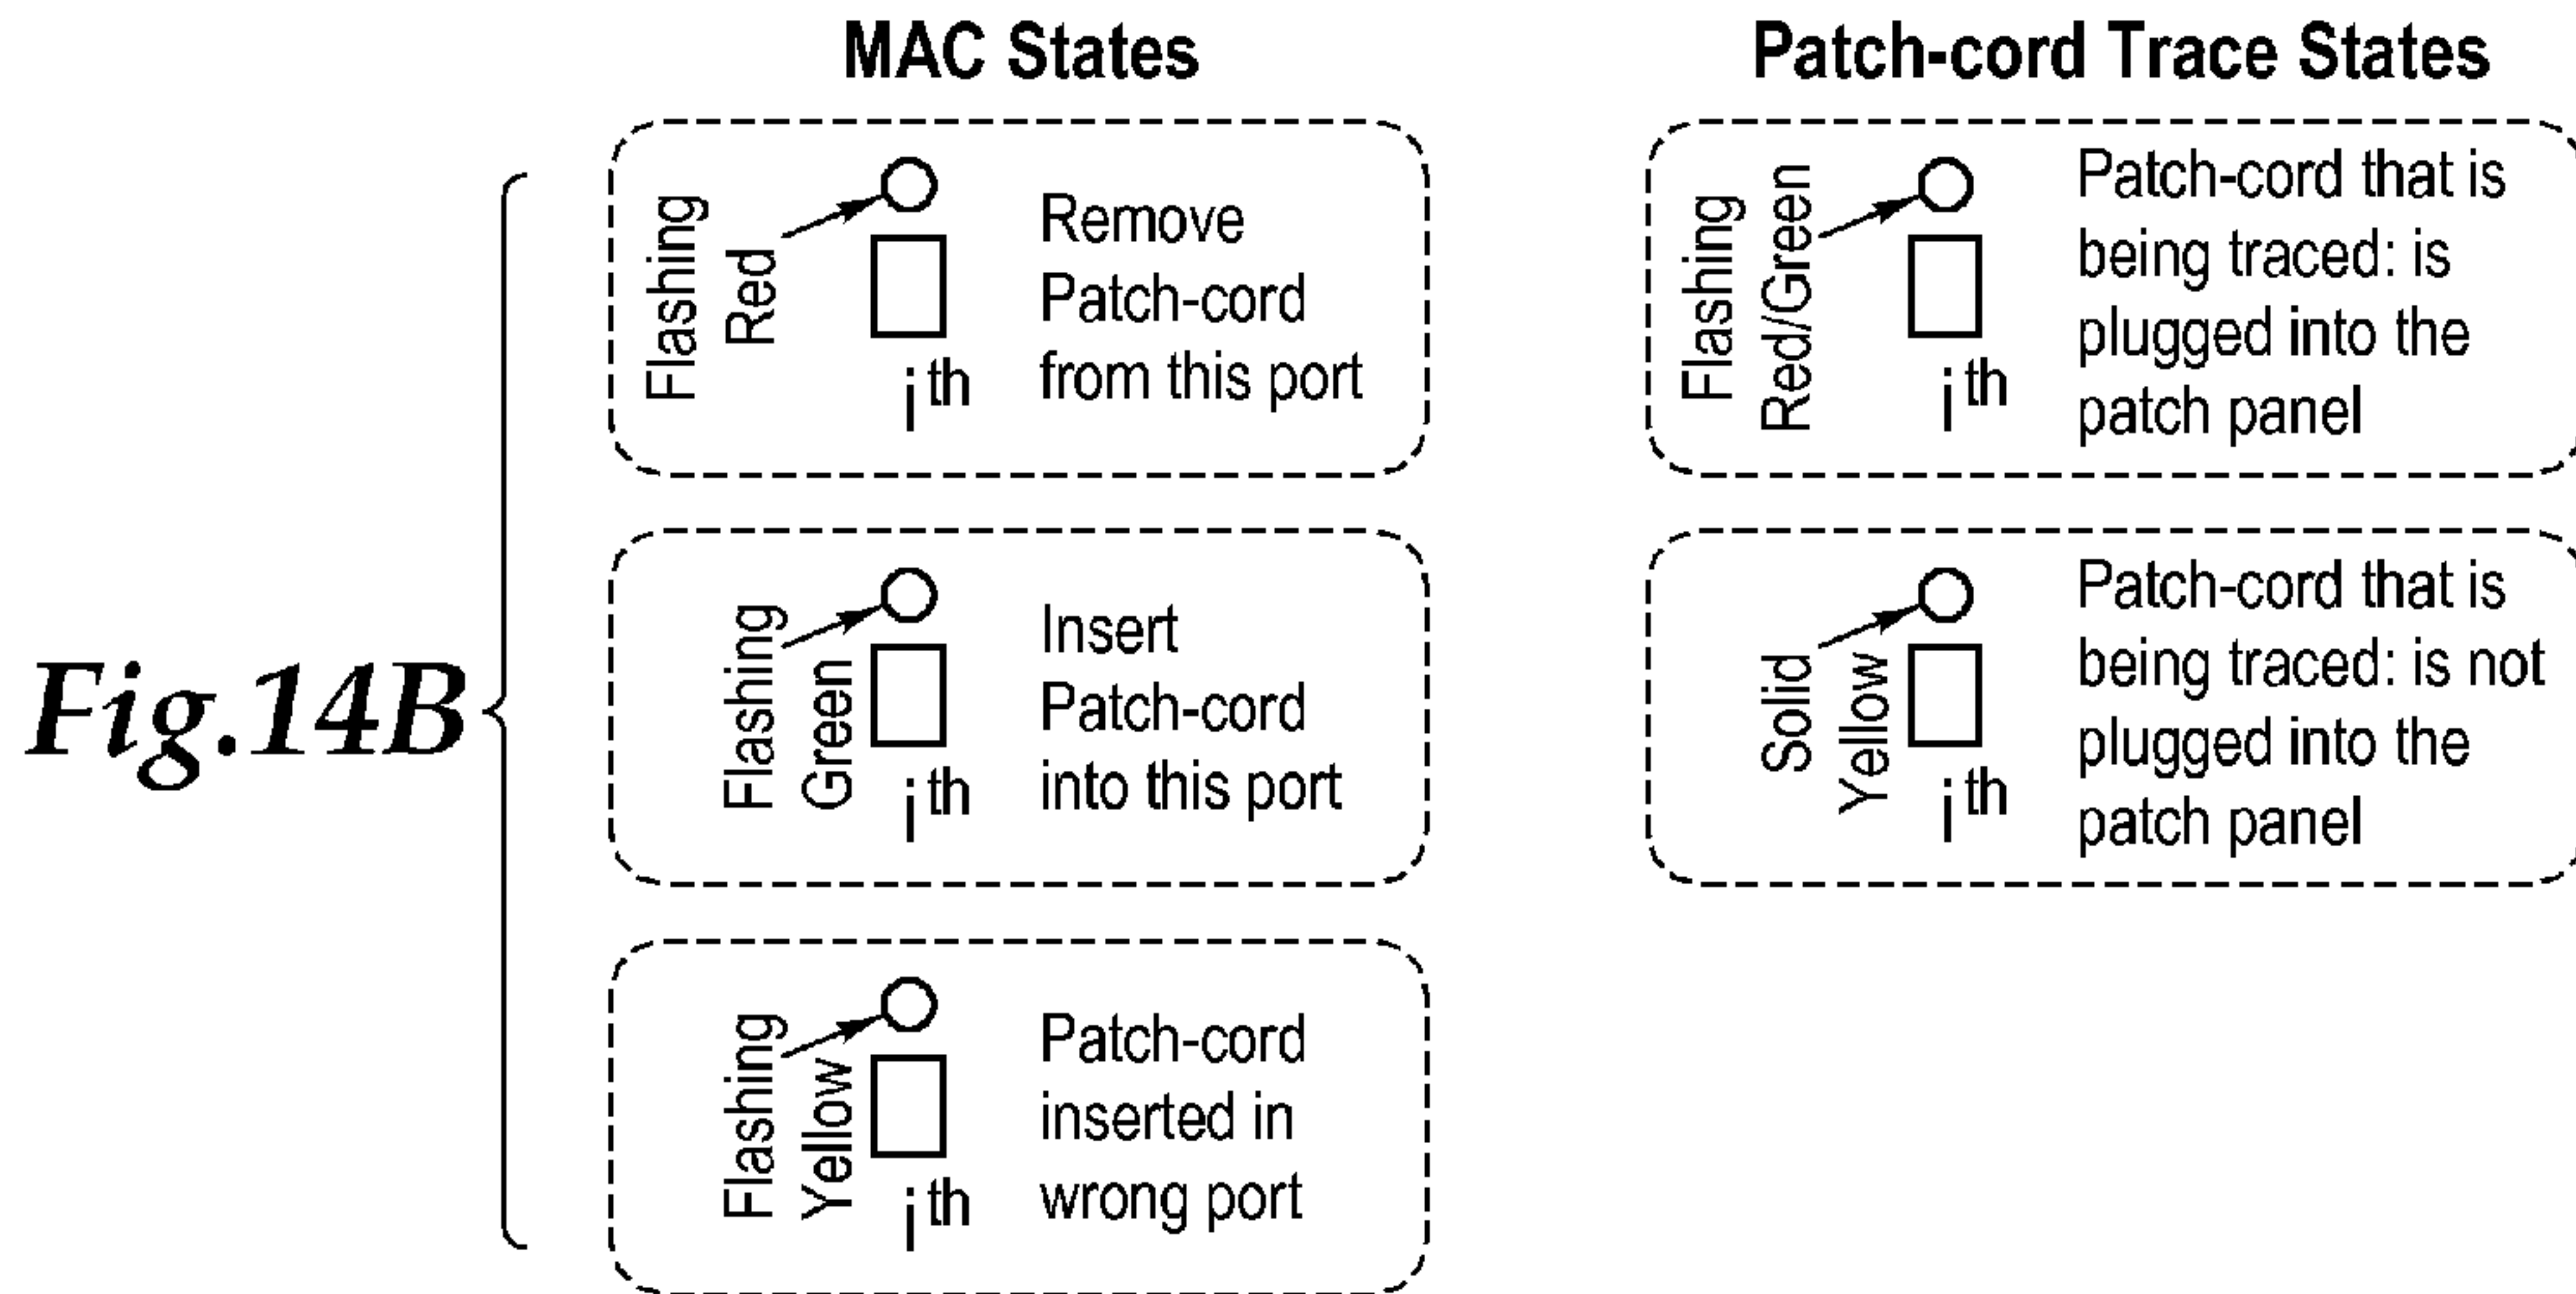 MAC States
Flashing
Red
Remove
Patch-cord
from this port
i th
Flashing
Green
Insert
Patch-cord
into this port
i th
Flashing
Yellow
Patch-cord
inserted in
wrong port
i th
Patch-cord Trace States
Flashing
Red/Green
Patch-cord that is
being traced: is
plugged into the
patch panel
i th
Solid
Yellow
Patch-cord that is
being traced: is not
plugged into the
patch panel
i th
Fig.14B